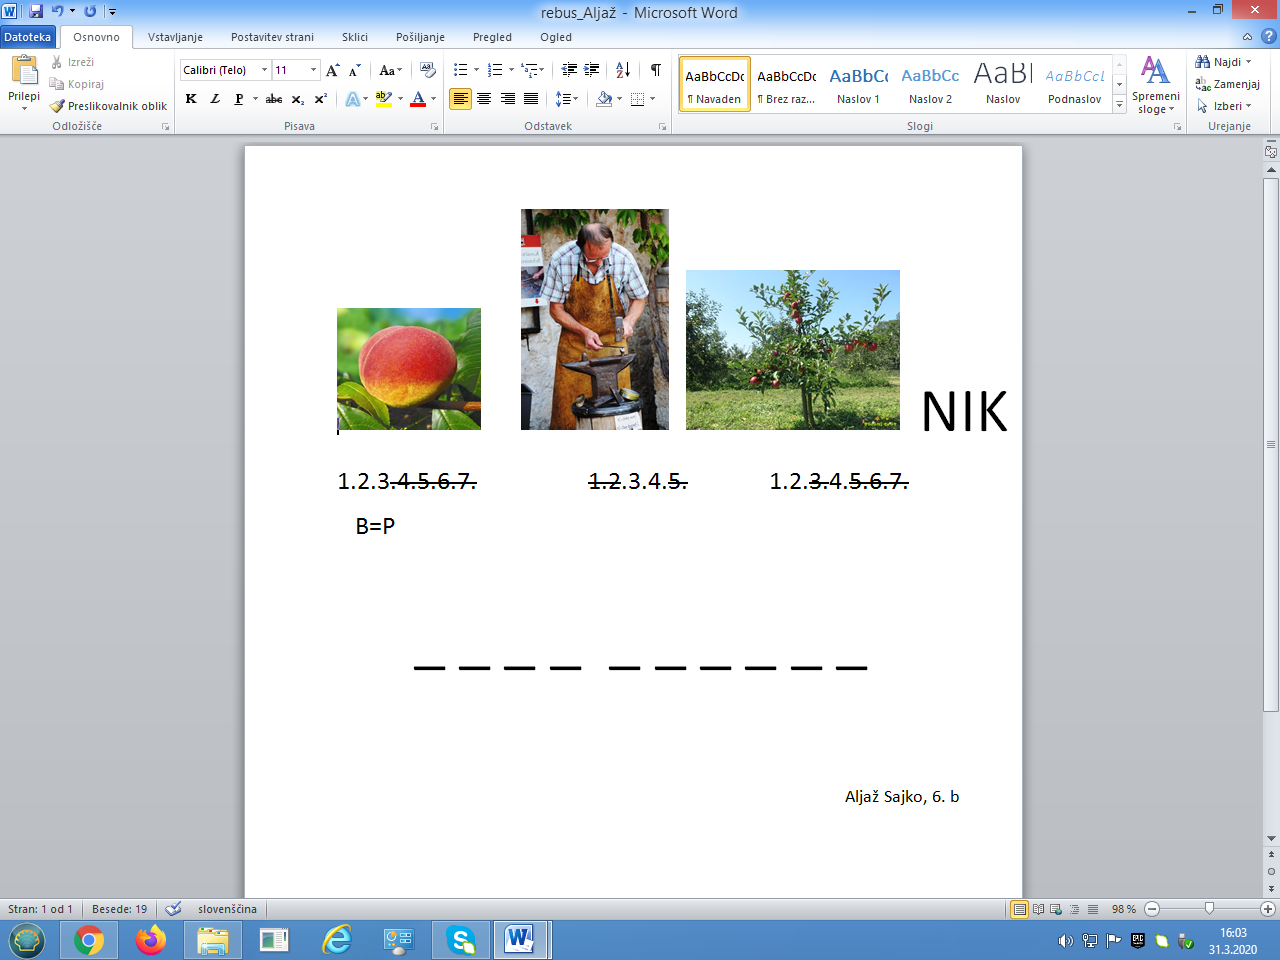 rebus_Aljaž - Microsoft Word
Datoteka Osnovno Vstavljanje Postavitev strani Sklici Pošiljanje Pregled Ogled
Prilepi
Izreži
Kopiraj
Preslikovalnik oblik
Odložišče
Calibri (Telo) 11
Pisava
Odstavek
AaBbCcDc AaBbCcDc AaBbCc AaBbCc AaBl AaBbCcL
¶ Navaden ¶ Brez raz... Naslov 1 Naslov 2 Naslov Podnaslov
Spremeni sloge
Slogi
Najdi
Zamenjaj
Izberi
Urejanje
NIK
1.2.3.4.5.6.7. 1.2.3.4.5. 1.2.3.4.5.6.7.
B=P
Aljaž Sajko, 6. b
Stran: 1 od 1 Besede: 19 slovenščina 98 %
16:03
31.3.2020